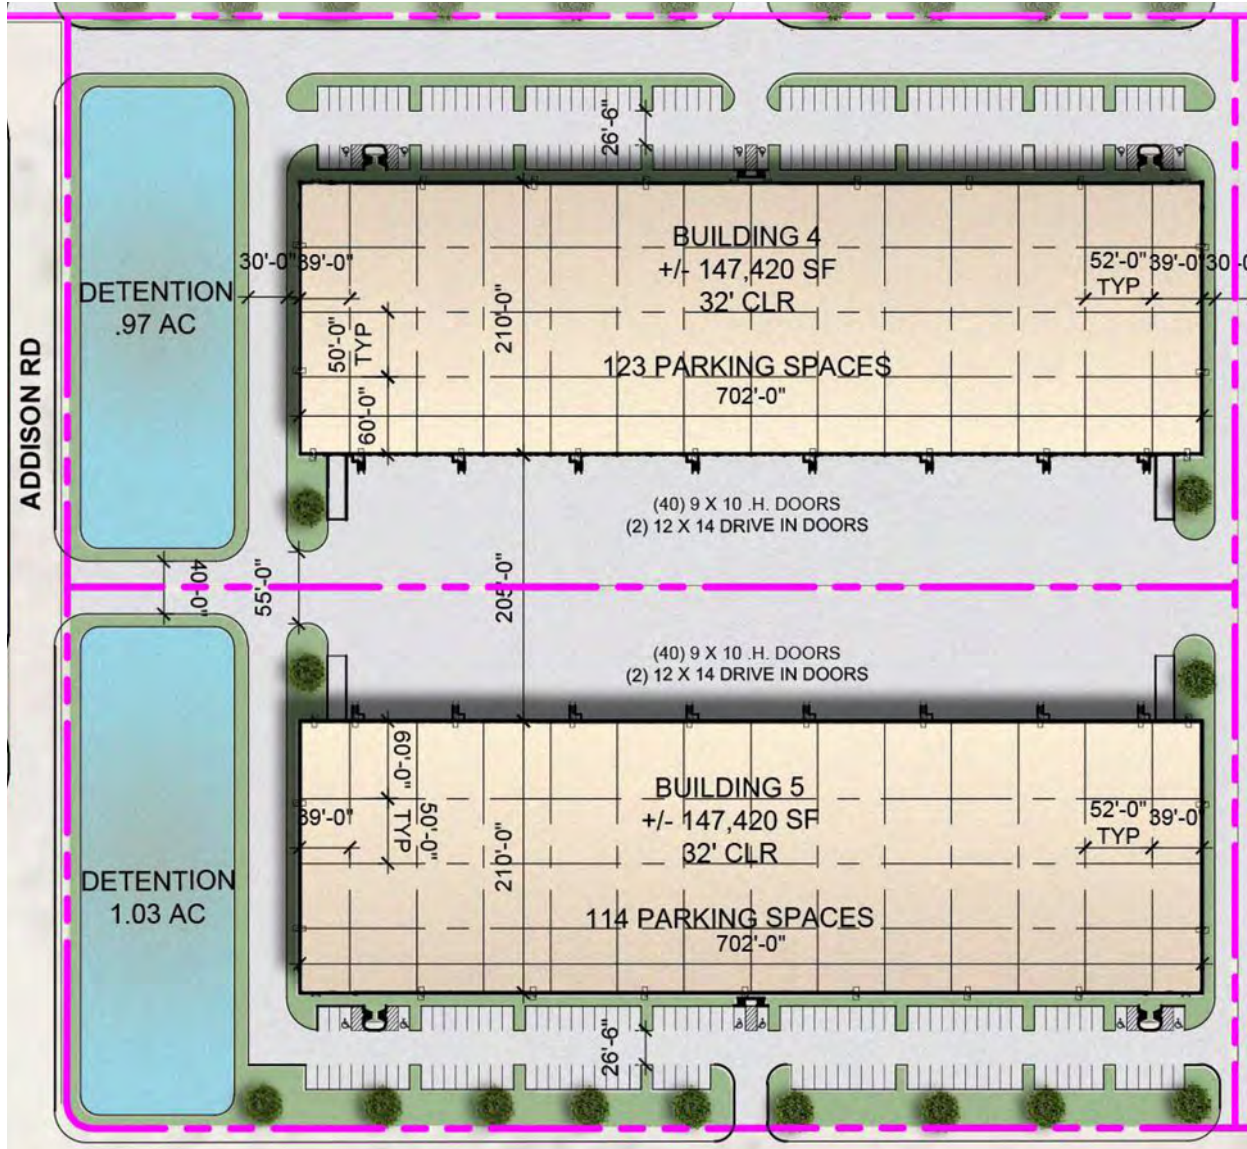 26'-6"
BUILDING 4
+/- 147,420 SF
32' CLR
30'-0"
39'-0"
52'-0"
TYP
39'-0"
DETENTION
.97 AC
50'-0"
TYP
210'-0"
123 PARKING SPACES
702'-0"
60'-0"
ADDISON RD
(40) 9 X 10 .H. DOORS
(2) 12 X 14 DRIVE IN DOORS
40'-0"
55'-0"
205'-0"
(40) 9 X 10 .H. DOORS
(2) 12 X 14 DRIVE IN DOORS
60'-0"
50'-0"
TYP
BUILDING 5
+/- 147,420 SF
32' CLR
39'-0"
52'-0"
TYP
39'-0"
210'-0"
DETENTION
1.03 AC
114 PARKING SPACES
702'-0"
26'-6"